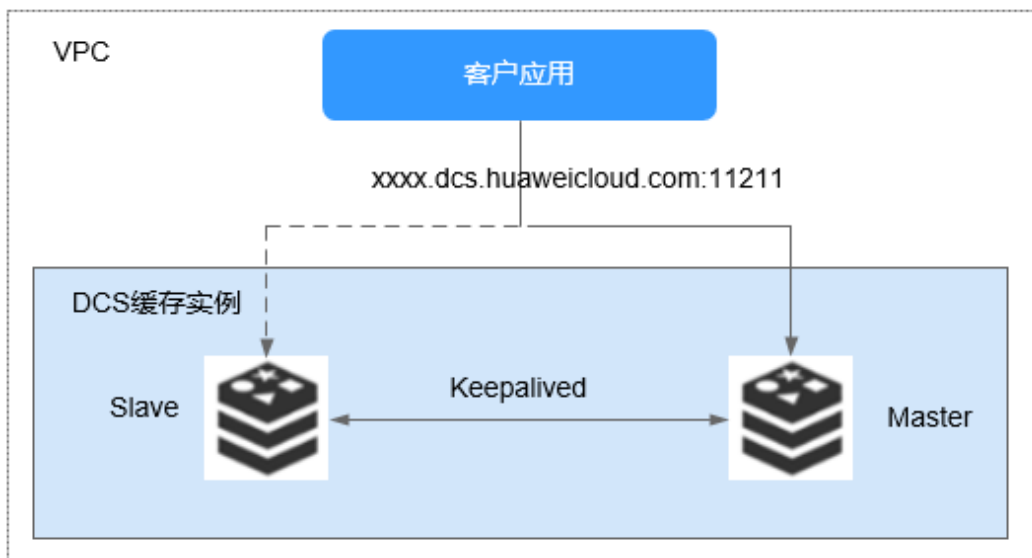 VPC
客户应用
xxxx.dcs.huaweicloud.com:11211
DCS缓存实例
Keepalived
Slave
Master